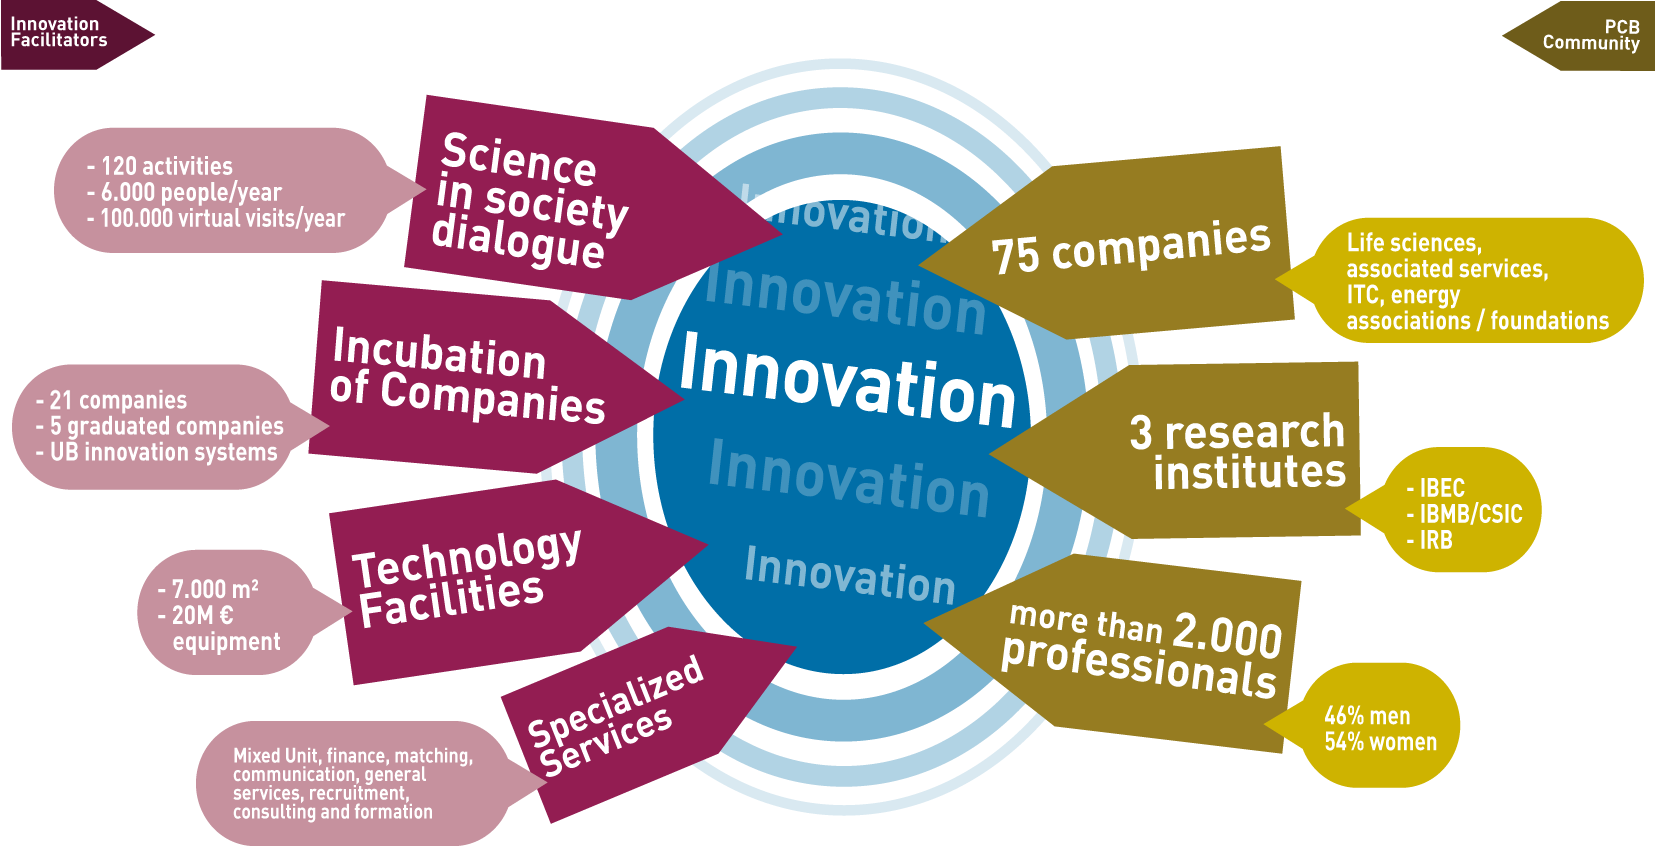 Innovation
Facilitators
PCB
Community
Science
in society
dialogue
- 120 activities
- 6.000 people/year
- 100.000 virtual visits/year
Incubation
of Companies
- 21 companies
- 5 graduated companies
- UB innovation systems
Technology
Facilities
- 7.000 m²
- 20M €
equipment
Specialized
Services
Mixed Unit, finance, matching,
communication, general
services, recruitment,
consulting and formation
Innovation
Innovation
Innovation
Innovation
Innovation
75 companies
Life sciences,
associated services,
ITC, energy
associations / foundations
3 research
institutes
- IBEC
- IBMB/CSIC
- IRB
more than 2.000
professionals
46% men
54% women